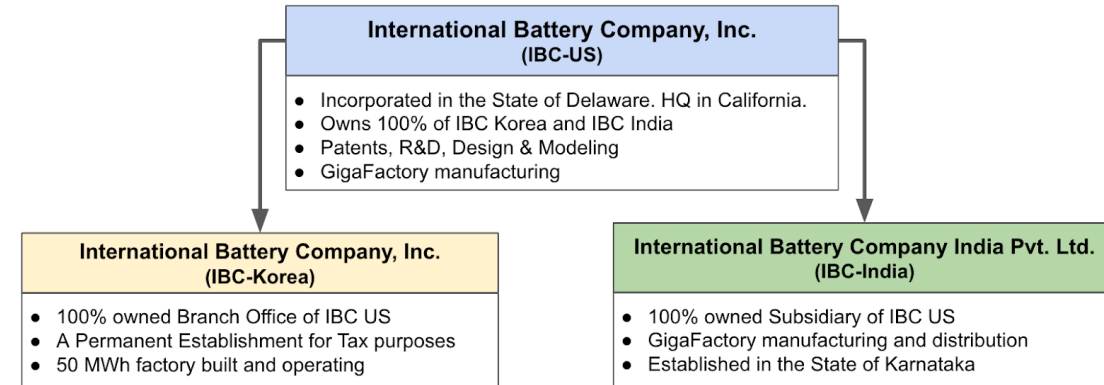 International Battery Company, Inc.
(IBC-US)
● Incorporated in the State of Delaware. HQ in California.
● Owns 100% of IBC Korea and IBC India
● Patents, R&D, Design & Modeling
● GigaFactory manufacturing
International Battery Company, Inc.
(IBC-Korea)
● 100% owned Branch Office of IBC US
● A Permanent Establishment for Tax purposes
● 50 MWh factory built and operating
International Battery Company India Pvt. Ltd.
(IBC-India)
● 100% owned Subsidiary of IBC US
● GigaFactory manufacturing and distribution
● Established in the State of Karnataka